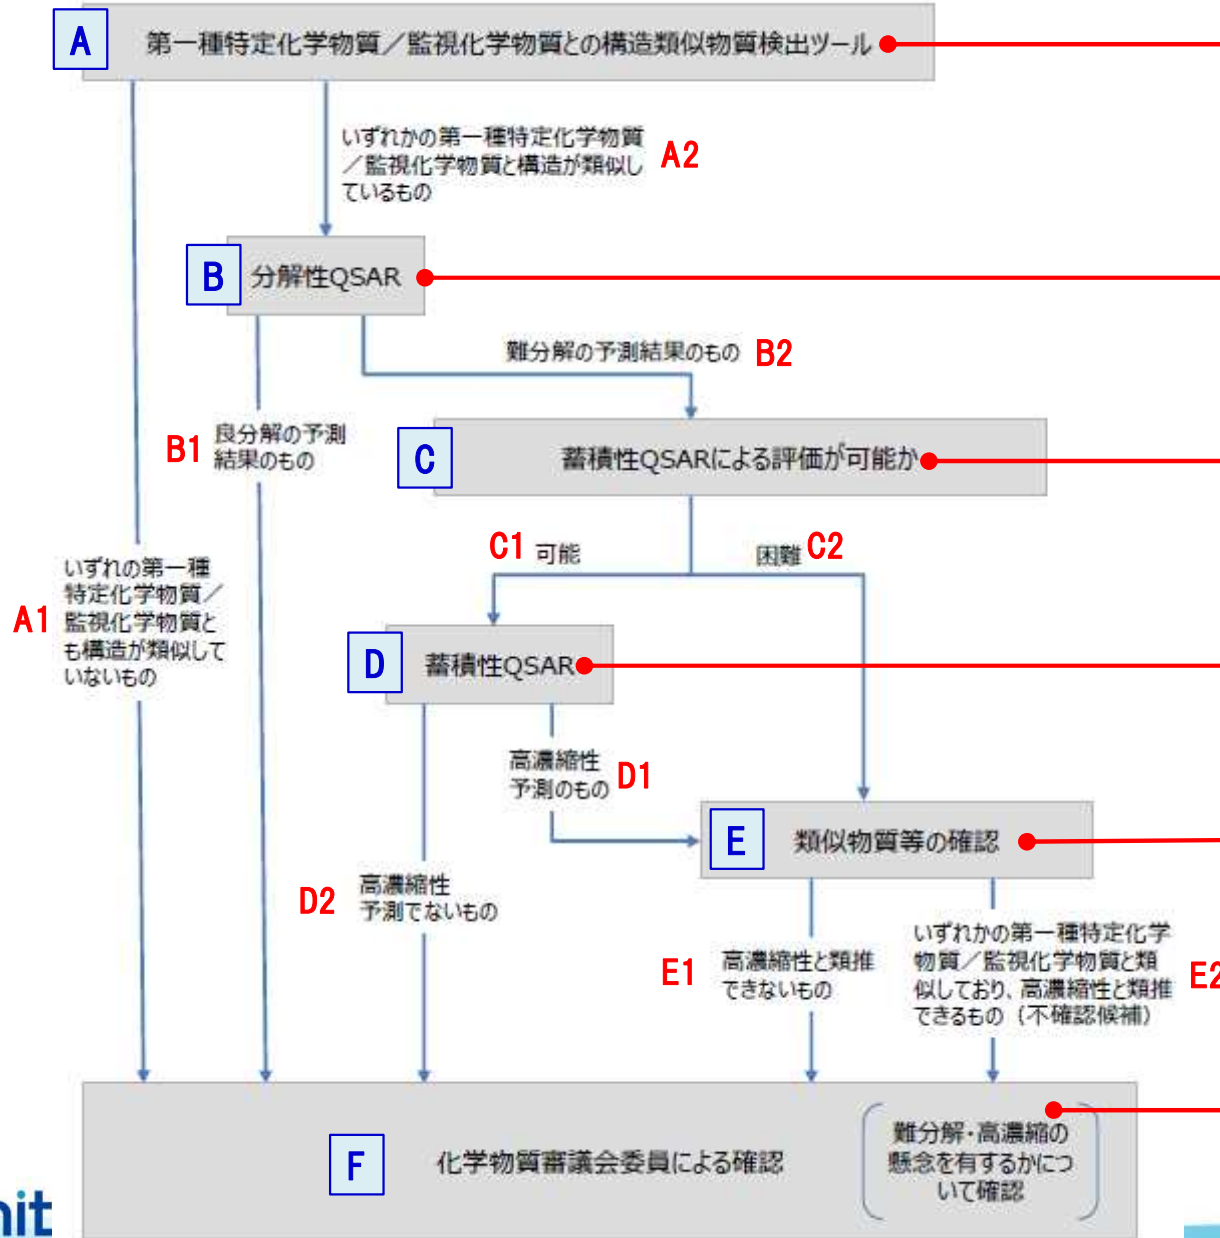 A
第一種特定化学物質／監視化学物質との構造類似物質検出ツール
いずれかの第一種特定化学物質
／監視化学物質と構造が類似し
ているもの
A2
B
分解性QSAR
難分解の予測結果のもの B2
B1
良分解の予測
結果のもの
C
蓄積性QSARによる評価が可能か
C1 可能
困難 C2
A1
いずれの第一種
特定化学物質／
監視化学物質と
も構造が類似して
いないもの
D
蓄積性QSAR
高濃縮性
予測のもの
D1
E
類似物質等の確認
D2
高濃縮性
予測でないもの
E1
高濃縮性と類推
できないもの
いずれかの第一種特定化学
物質／監視化学物質と類
似しており、高濃縮性と類推
できるもの（不確認候補）
E2
F
化学物質審議会委員による確認
難分解・高濃縮の
懸念を有するかにつ
いて確認